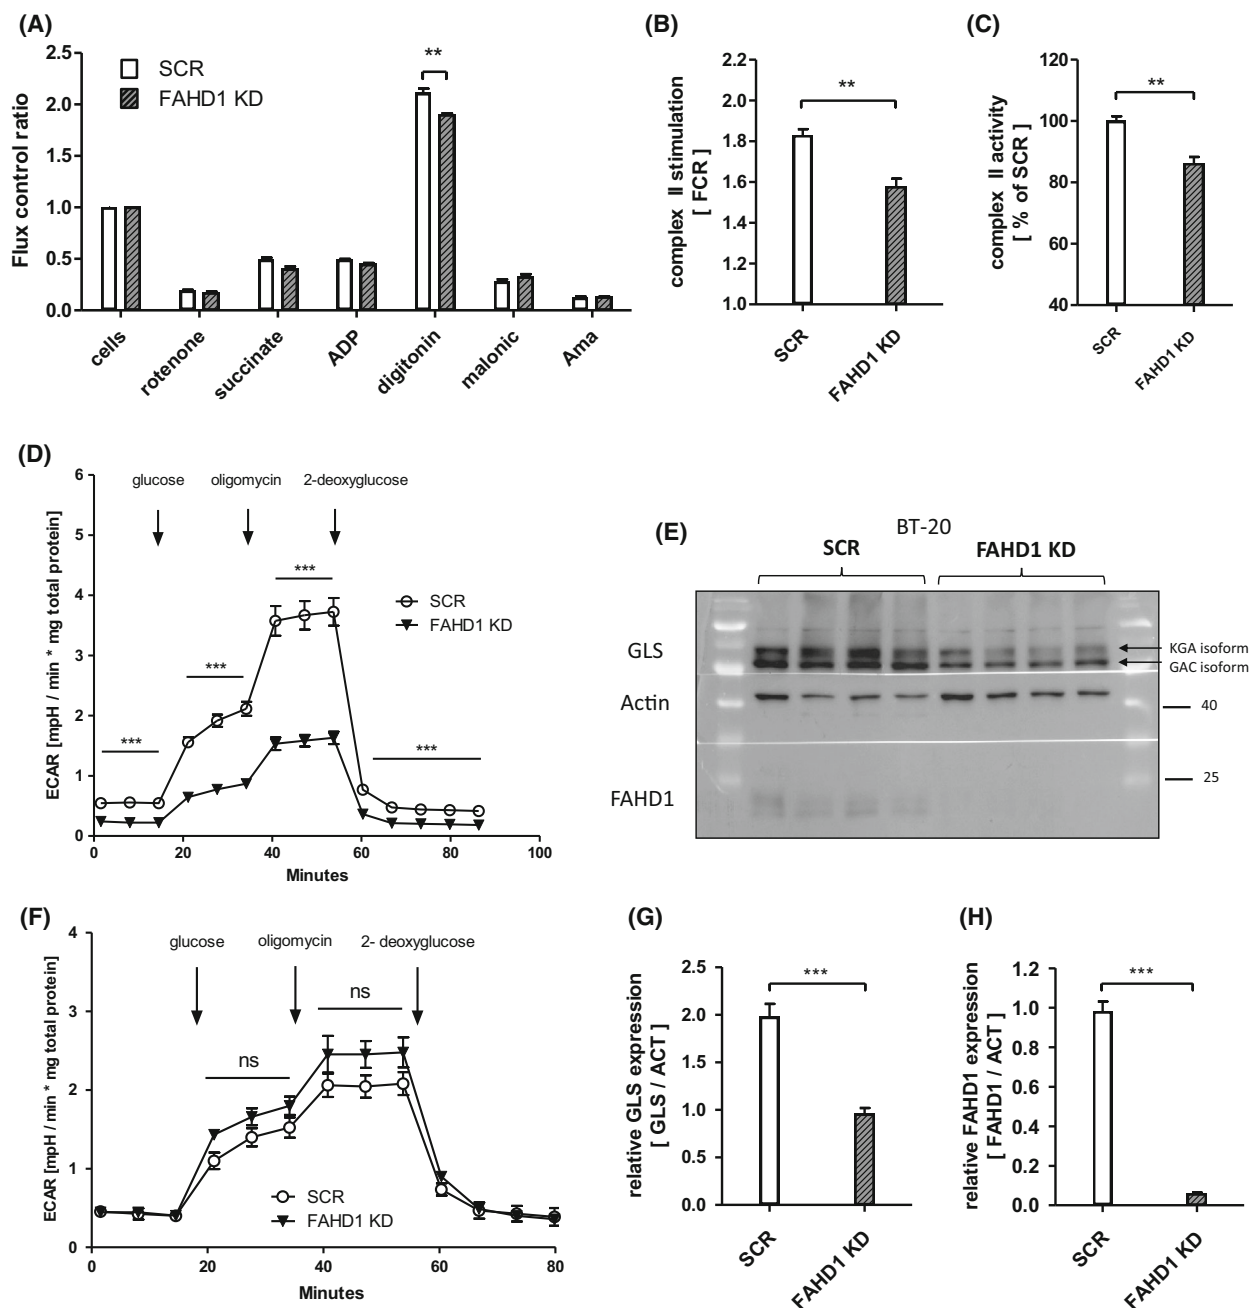 (A)
Flux control ratio
2.5
2.0
1.5
1.0
0.5
0.0
SCR
FAHD1 KD
**
cells
rotenone
succinate
ADP
digitonin
malonic
Ama
(B)
complex II stimulation
[ FCR ]
2.2
2.0
1.8
1.6
1.4
1.2
1.0
**
SCR
FAHD1 KD
(C)
complex II activity
[ % of SCR ]
120
100
80
60
40
**
SCR
FAHD1 KD
(D)
ECAR [mpH / min * mg total protein]
6
5
4
3
2
1
0
glucose
oligomycin
2-deoxyglucose
***
***
***
***
SCR
FAHD1 KD
0
20
40
60
80
100
Minutes
(E)
BT-20
SCR
FAHD1 KD
GLS
Actin
FAHD1
KGA isoform
GAC isoform
40
25
(F)
ECAR [mpH / min * mg total protein]
4
3
2
1
0
glucose
oligomycin
2- deoxyglucose
ns
ns
SCR
FAHD1 KD
0
20
40
60
80
Minutes
(G)
relative GLS expression
[ GLS / ACT ]
2.5
2.0
1.5
1.0
0.5
0.0
***
SCR
FAHD1 KD
(H)
relative FAHD1 expression
[ FAHD1 / ACT ]
1.2
1.0
0.8
0.6
0.4
0.2
0.0
***
SCR
FAHD1 KD